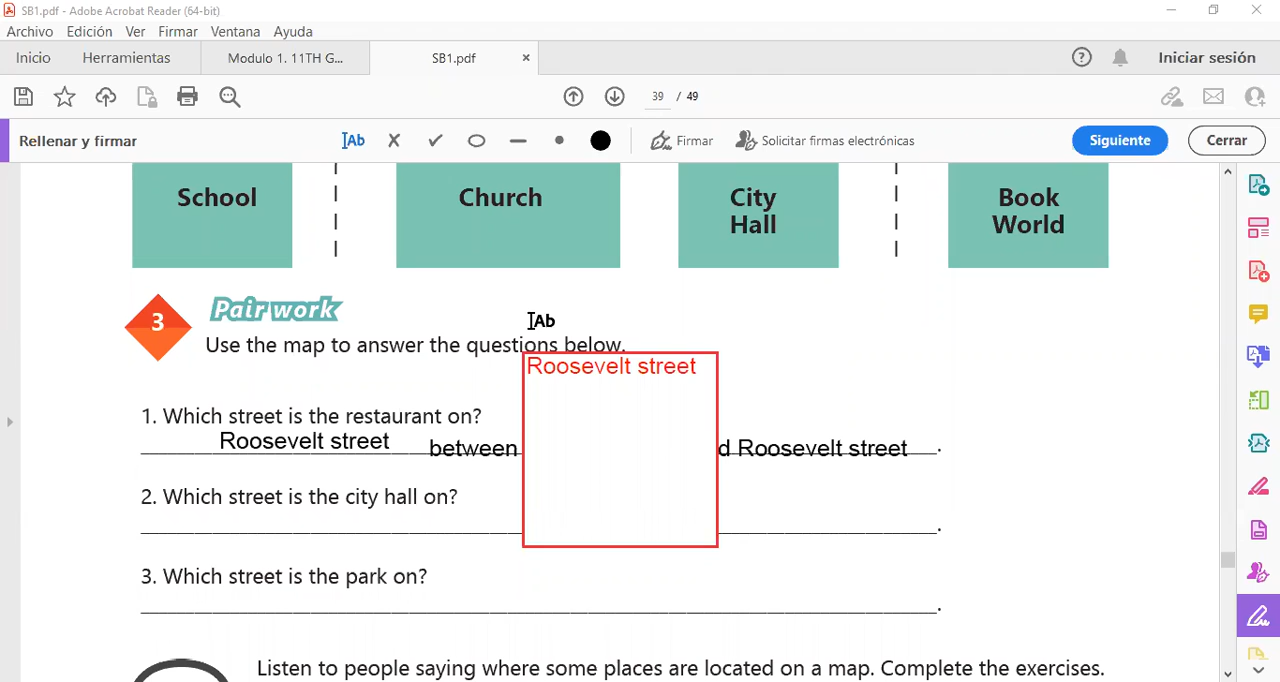 SB1.pdf - Adobe Acrobat Reader (64-bit)
Archivo Edición Ver Firmar Ventana Ayuda
Inicio Herramientas Modulo 1. 11TH G... SB1.pdf × Iniciar sesión
39 / 49
Rellenar y firmar Ab Firmar Solicitar firmas electrónicas Siguiente Cerrar
School Church City Hall Book World
3 Pair work
Ab
Use the map to answer the questions below.
Roosevelt street
1. Which street is the restaurant on?
Roosevelt street between d Roosevelt street.
2. Which street is the city hall on?
3. Which street is the park on?
Listen to people saying where some places are located on a map. Complete the exercises.